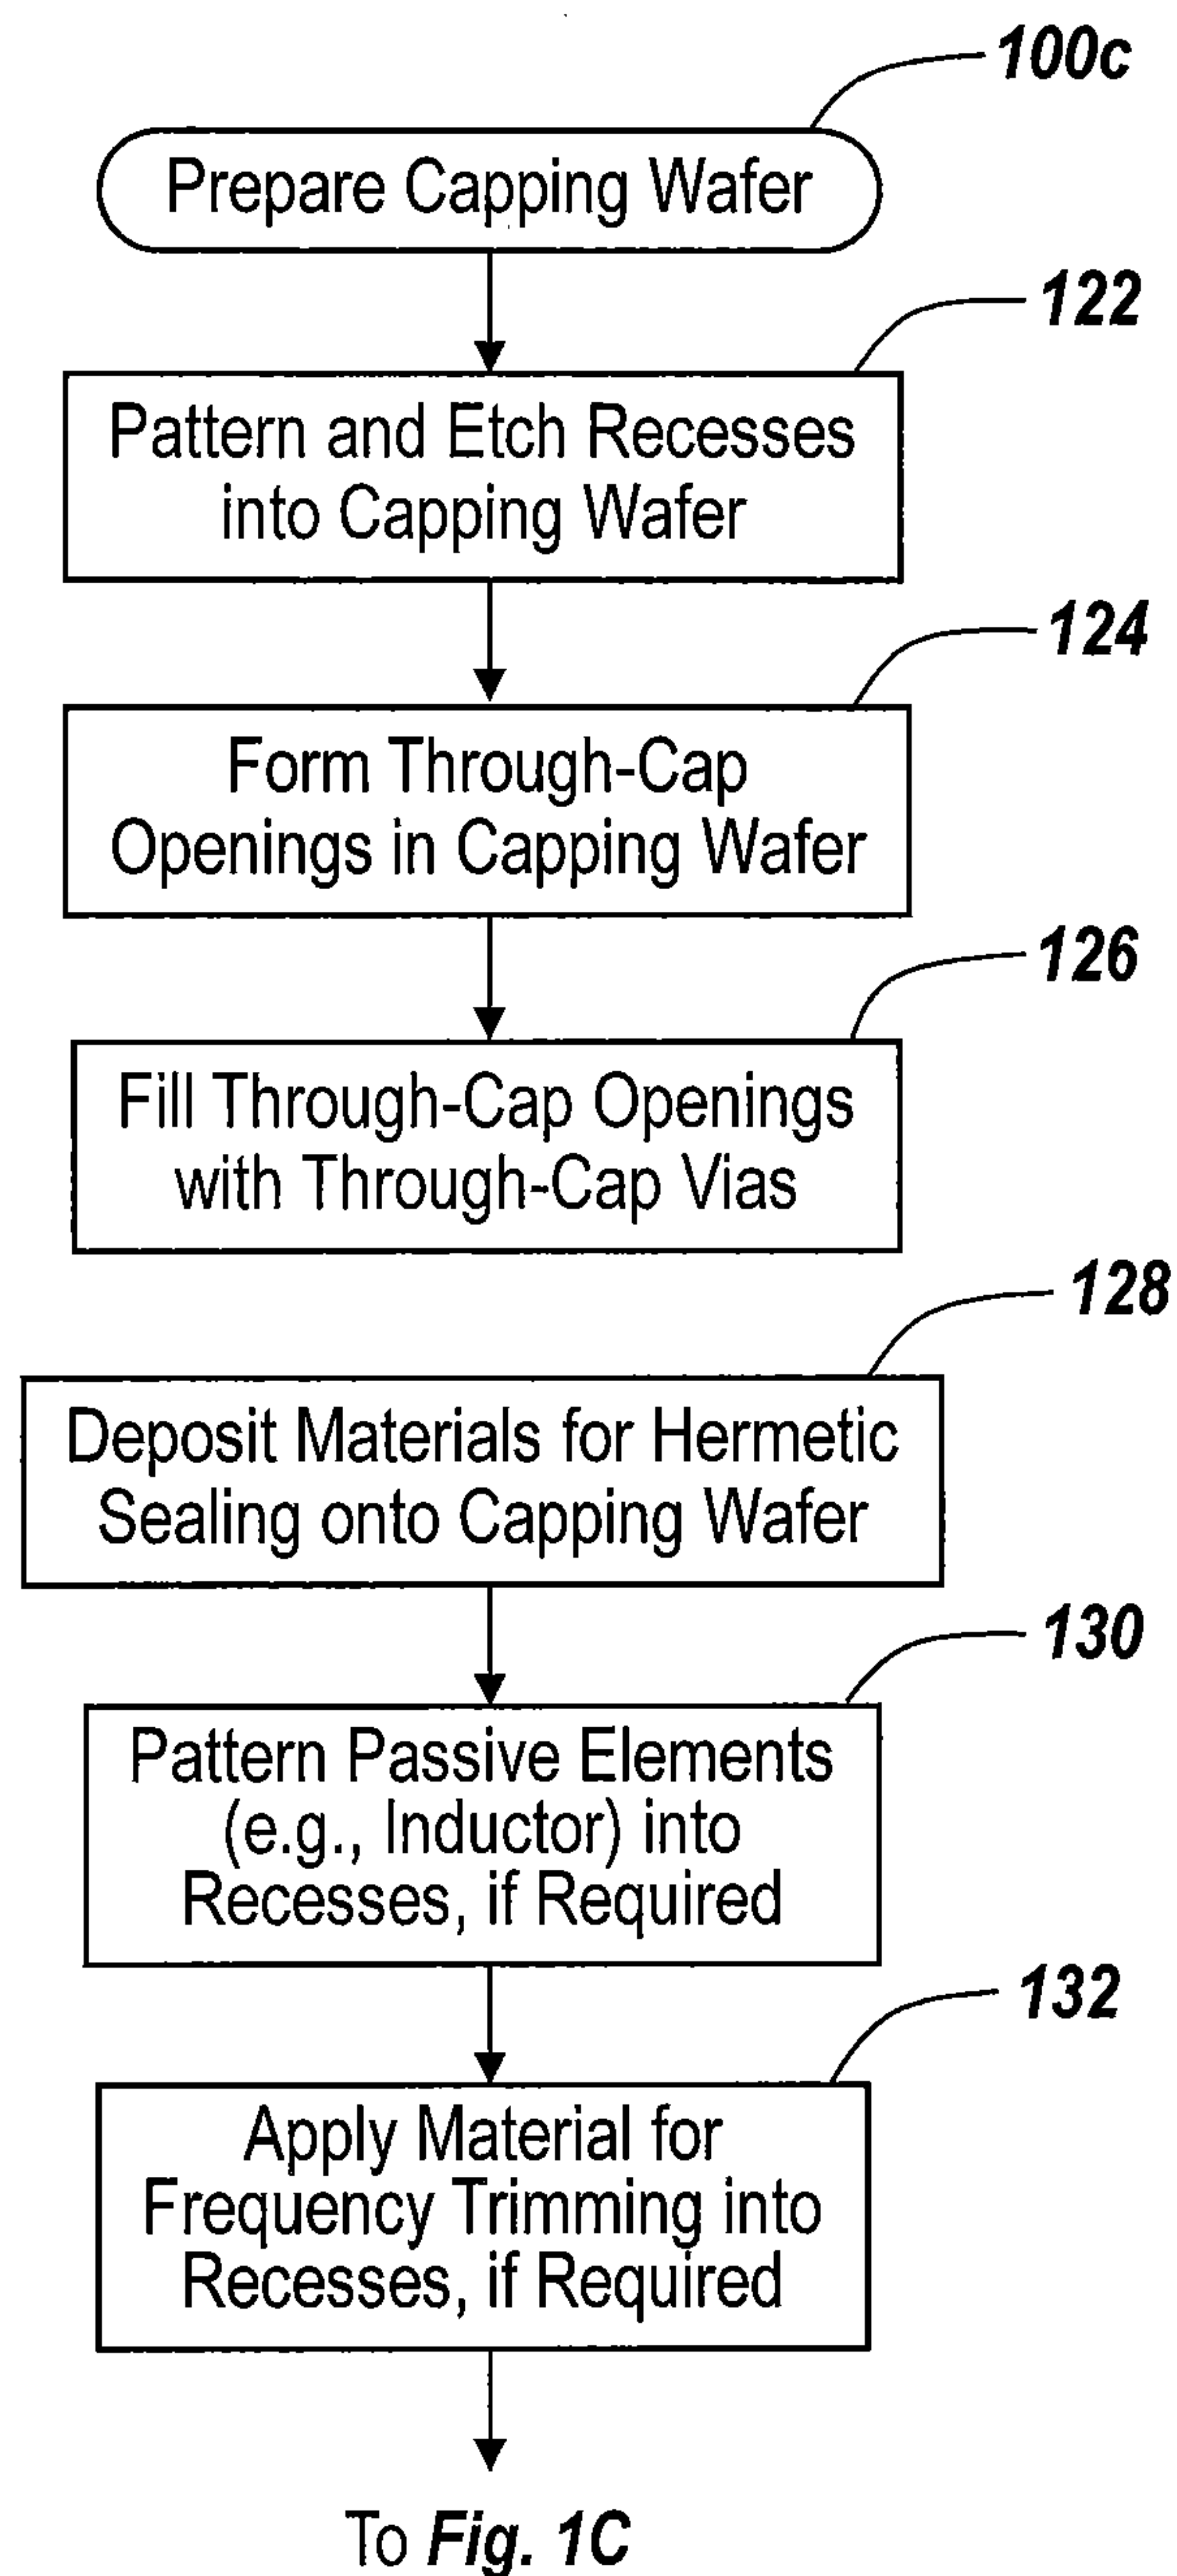 100c
Prepare Capping Wafer
122
Pattern and Etch Recesses
into Capping Wafer
124
Form Through-Cap
Openings in Capping Wafer
126
Fill Through-Cap Openings
with Through-Cap Vias
128
Deposit Materials for Hermetic
Sealing onto Capping Wafer
130
Pattern Passive Elements
(e.g., Inductor) into
Recesses, if Required
132
Apply Material for
Frequency Trimming into
Recesses, if Required
To Fig. 1C